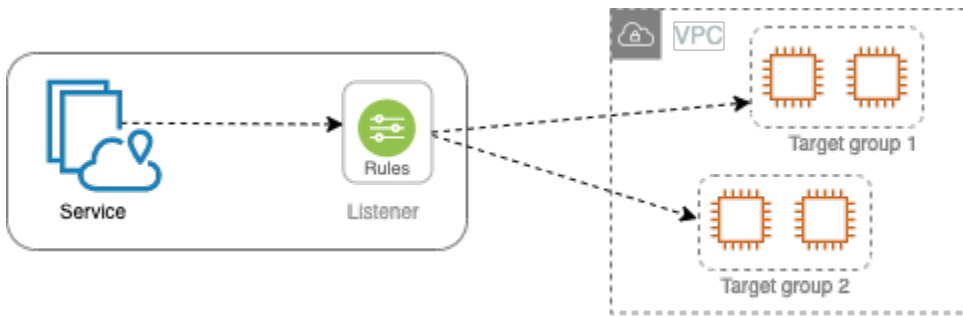 VPC
Target group 1
Rules
Service
Listener
Target group 2